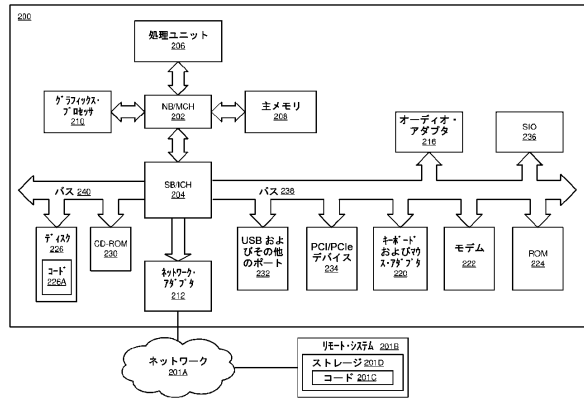 200
処理ユニット
206
グラフィックス・
プロセッサ
210
NB/MCH
202
主メモリ
208
オーディオ・
アダプタ
216
SIO
236
SB/ICH
204
バス 240
バス 238
ディスク
226
コード
226A
CD-ROM
230
ネットワーク・
アダプタ
212
USB およ
びその他
のポート
232
PCI/PCIe
デバイス
234
キーボード
およびマウ
ス・アダプタ
220
モデム
222
ROM
224
ネットワーク
201A
リモート・システム 201B
ストレージ 201D
コード 201C